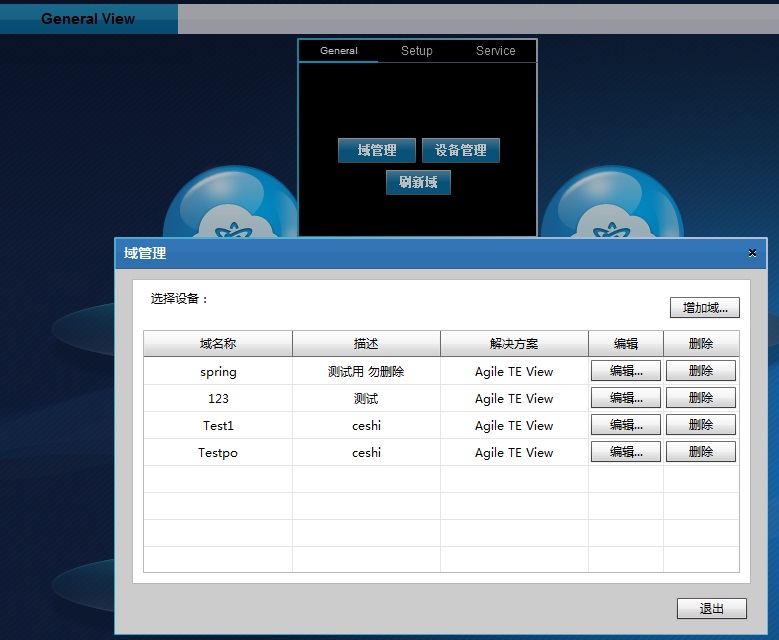 General View
General Setup Service
域管理 设备管理
刷新域
域管理
选择设备：
增加域...
域名称 描述 解决方案 编辑 删除
spring 测试用 勿删除 Agile TE View 编辑... 删除
123 测试 Agile TE View 编辑... 删除
Test1 ceshi Agile TE View 编辑... 删除
Testpo ceshi Agile TE View 编辑... 删除
退出